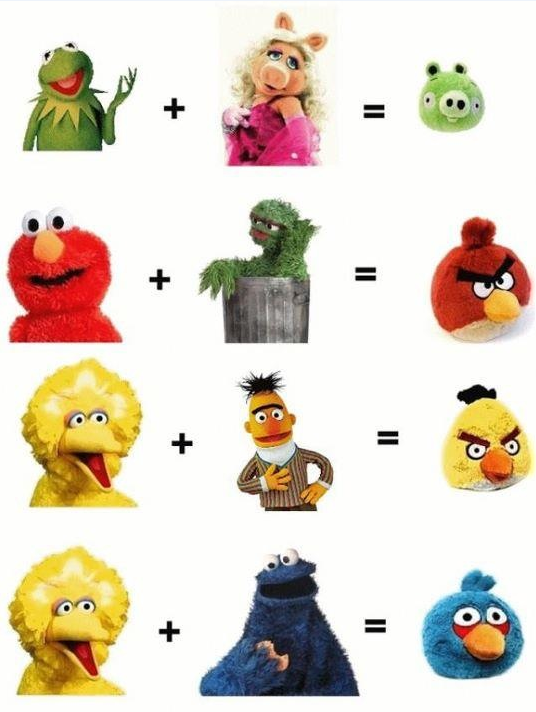 + =
+ =
+ =
+ =